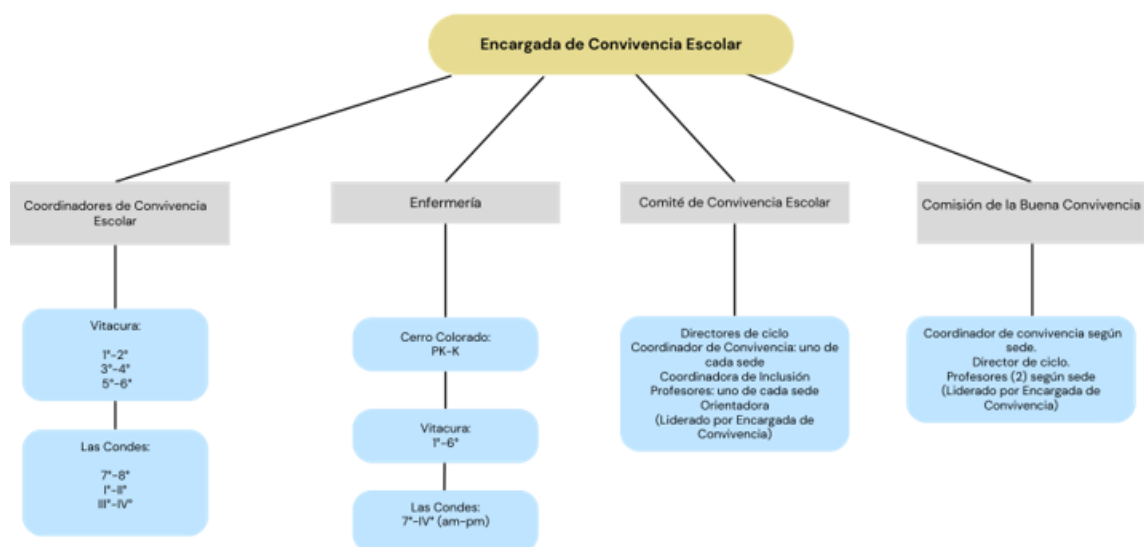 Encargada de Convivencia Escolar
Coordinadores de Convivencia
Escolar
Enfermería
Comité de Convivencia Escolar
Comisión de la Buena Convivencia
Vitacura:
1°-2°
3°-4°
5°-6°
Las Condes:
7°-8°
I°-II°
III°-IV°
Cerro Colorado:
PK-K
Vitacura:
1°-6°
Las Condes:
7°-IV° (am-pm)
Directores de ciclo
Coordinador de Convivencia: uno de
cada sede
Coordinadora de Inclusión
Profesores: uno de cada sede
Orientadora
(Liderado por Encargada de
Convivencia)
Coordinador de convivencia según
sede.
Director de ciclo.
Profesores (2) según sede
(Liderado por Encargada de
Convivencia)